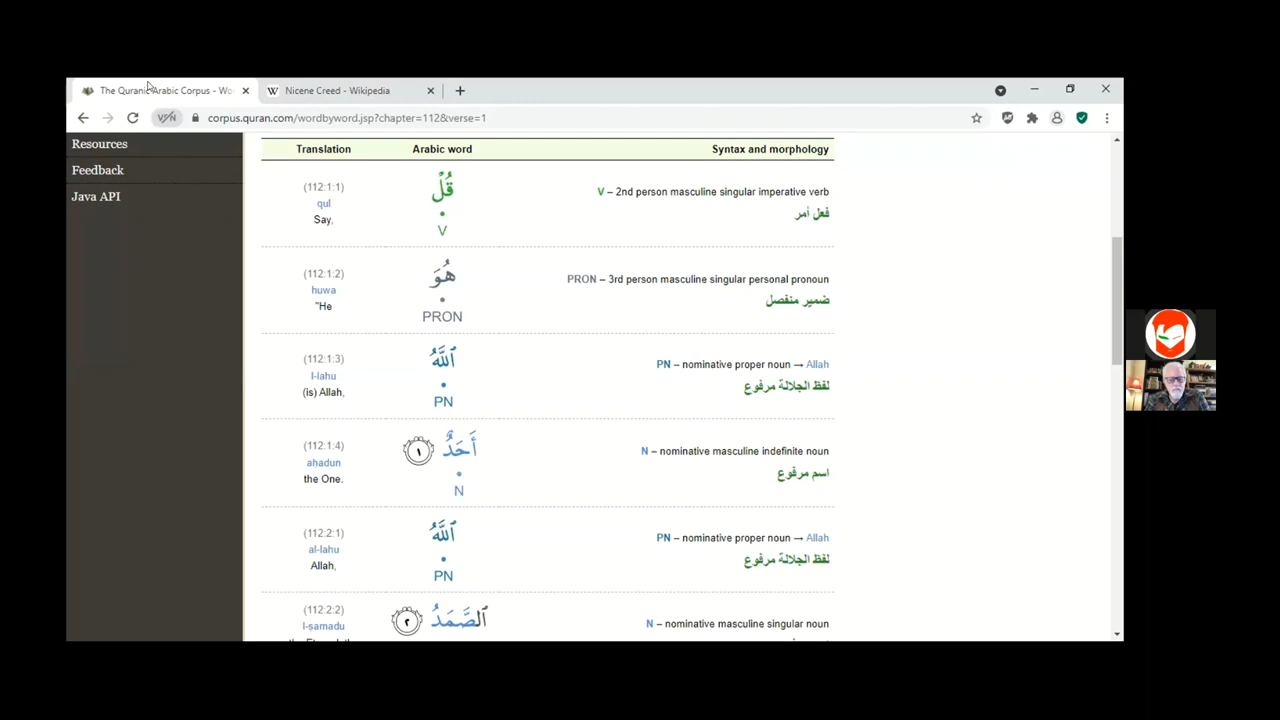 The Quranic Arabic Corpus - Wo
Nicene Creed - Wikipedia
VPN
corpus.quran.com/wordbyword.jsp?chapter=112&verse=1
Resources
Feedback
Java API
Translation Arabic word Syntax and morphology
(112:1:1)
qul
Say,
قُلْ
V
V – 2nd person masculine singular imperative verb
فعل أمر
(112:1:2)
huwa
"He
هُوَ
PRON
PRON – 3rd person masculine singular personal pronoun
ضمير منفصل
(112:1:3)
l-lahu
(is) Allah,
ٱللَّهُ
PN
PN – nominative proper noun → Allah
لفظ الجلالة مرفوع
(112:1:4)
ahadun
the One.
أَحَدٌ ١
N
N – nominative masculine indefinite noun
اسم مرفوع
(112:2:1)
al-lahu
Allah,
ٱللَّهُ
PN
PN – nominative proper noun → Allah
لفظ الجلالة مرفوع
(112:2:2)
l-ṣamadu
ٱلصَّمَدُ ٢
N – nominative masculine singular noun